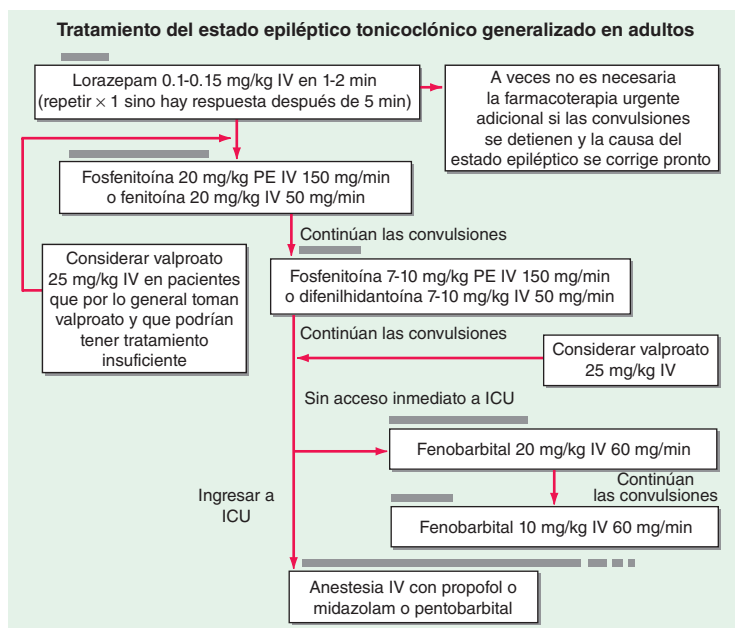 Tratamiento del estado epiléptico tonicoclónico generalizado en adultos
Lorazepam 0.1-0.15 mg/kg IV en 1-2 min
(repetir × 1 sino hay respuesta después de 5 min)
A veces no es necesaria
la farmacoterapia urgente
adicional si las convulsiones
se detienen y la causa del
estado epiléptico se corrige pronto
Fosfenitoína 20 mg/kg PE IV 150 mg/min
o fenitoína 20 mg/kg IV 50 mg/min
Continúan las convulsiones
Considerar valproato
25 mg/kg IV en pacientes
que por lo general toman
valproato y que podrían
tener tratamiento
insuficiente
Fosfenitoína 7-10 mg/kg PE IV 150 mg/min
o difenilhidantoína 7-10 mg/kg IV 50 mg/min
Continúan las convulsiones
Considerar valproato
25 mg/kg IV
Sin acceso inmediato a ICU
Fenobarbital 20 mg/kg IV 60 mg/min
Continúan
las convulsiones
Ingresar a
ICU
Fenobarbital 10 mg/kg IV 60 mg/min
Anestesia IV con propofol o
midazolam o pentobarbital